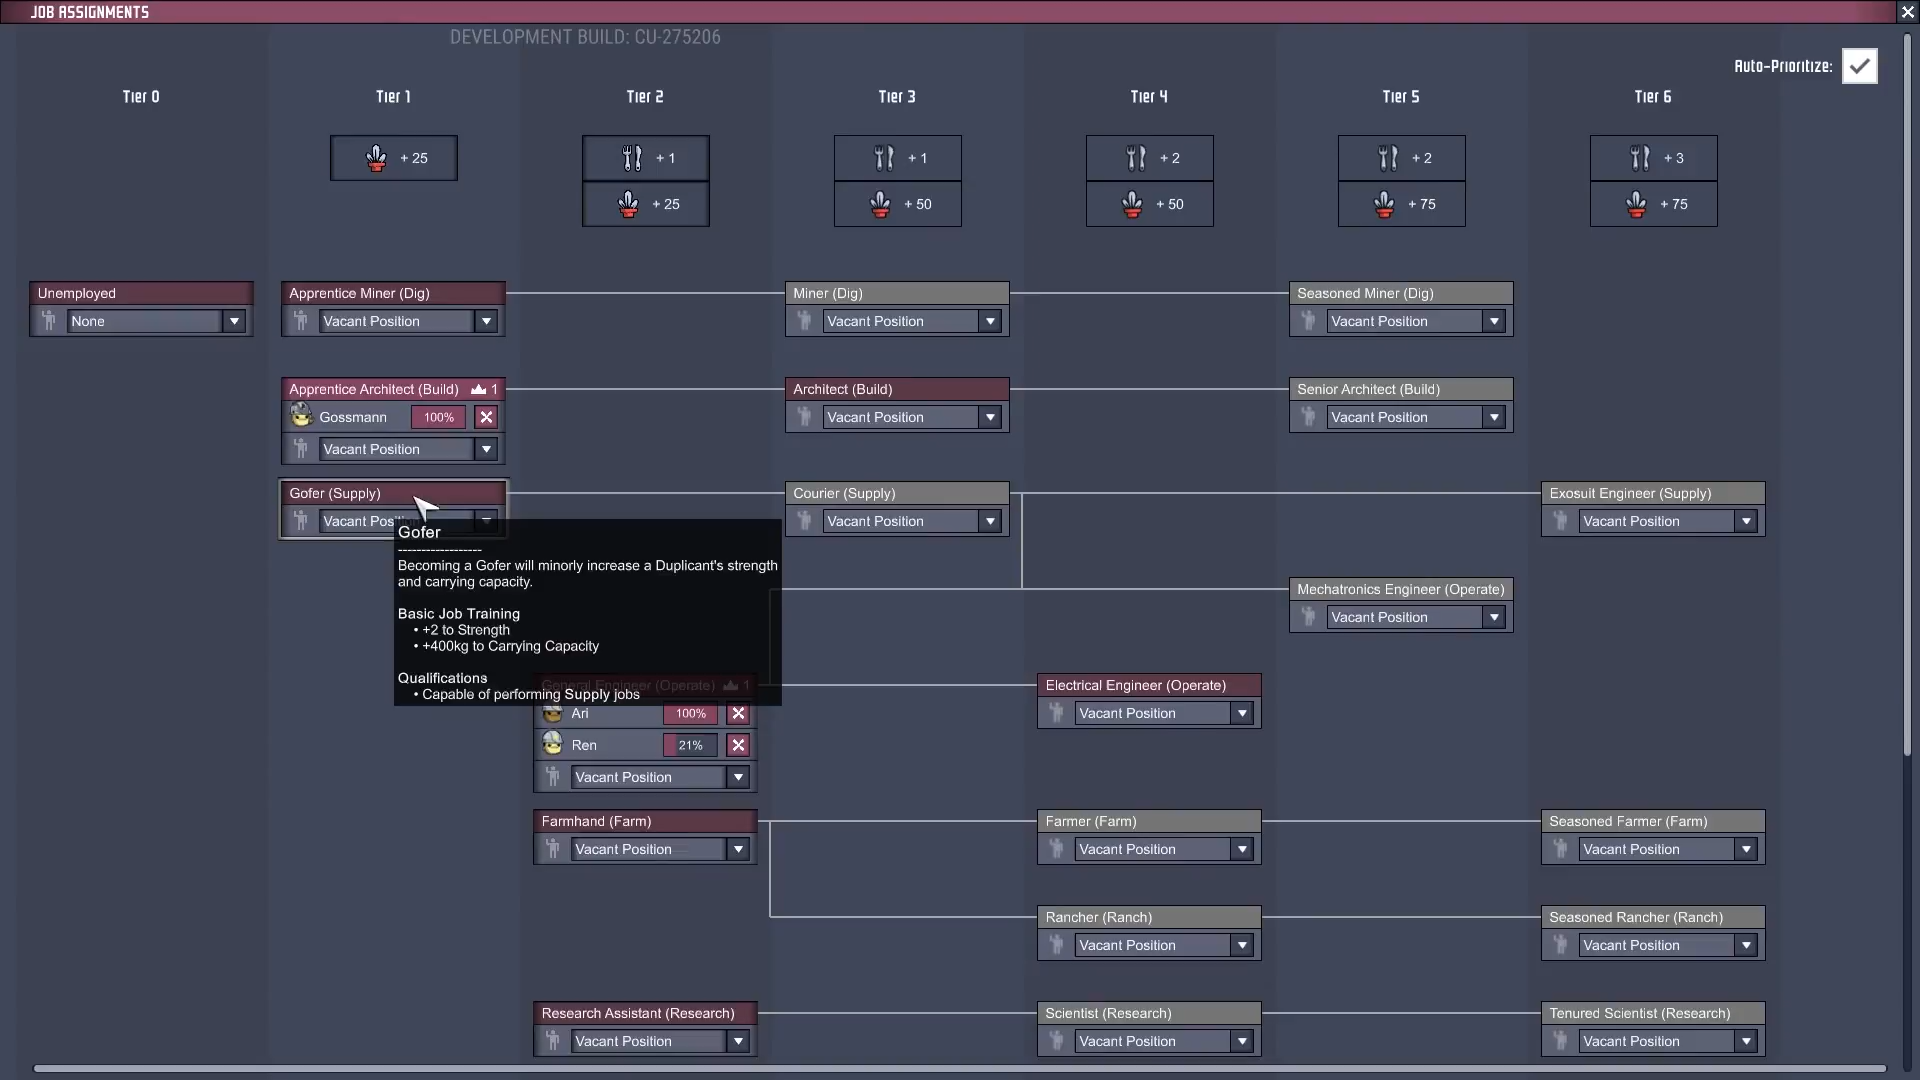 JOB ASSIGNMENTS
DEVELOPMENT BUILD: CU-275206
Auto-Prioritize:
Tier 0 Tier 1 Tier 2 Tier 3 Tier 4 Tier 5 Tier 6
+ 25 + 1 + 1 + 2 + 2 + 3
+ 25 + 50 + 50 + 75 + 75
Unemployed Apprentice Miner (Dig) Miner (Dig) Seasoned Miner (Dig)
None Vacant Position Vacant Position Vacant Position
Apprentice Architect (Build) 1 Architect (Build) Senior Architect (Build)
Gossmann 100% Vacant Position Vacant Position
Vacant Position
Gofer (Supply) Courier (Supply) Exosuit Engineer (Supply)
Vacant Vacant Position Vacant Position
Gofer
------------------
Becoming a Gofer will minorly increase a Duplicant's strength
and carrying capacity.
Basic Job Training
• +2 to Strength
• +400kg to Carrying Capacity
Qualifications
• Capable of performing Supply jobs
Mechatronics Engineer (Operate)
Vacant Position
General Engineer (Operate) 1 Electrical Engineer (Operate)
Ari 100% Vacant Position
Ren 21%
Vacant Position
Farmhand (Farm) Farmer (Farm) Seasoned Farmer (Farm)
Vacant Position Vacant Position Vacant Position
Rancher (Ranch) Seasoned Rancher (Ranch)
Vacant Position Vacant Position
Research Assistant (Research) Scientist (Research) Tenured Scientist (Research)
Vacant Position Vacant Position Vacant Position